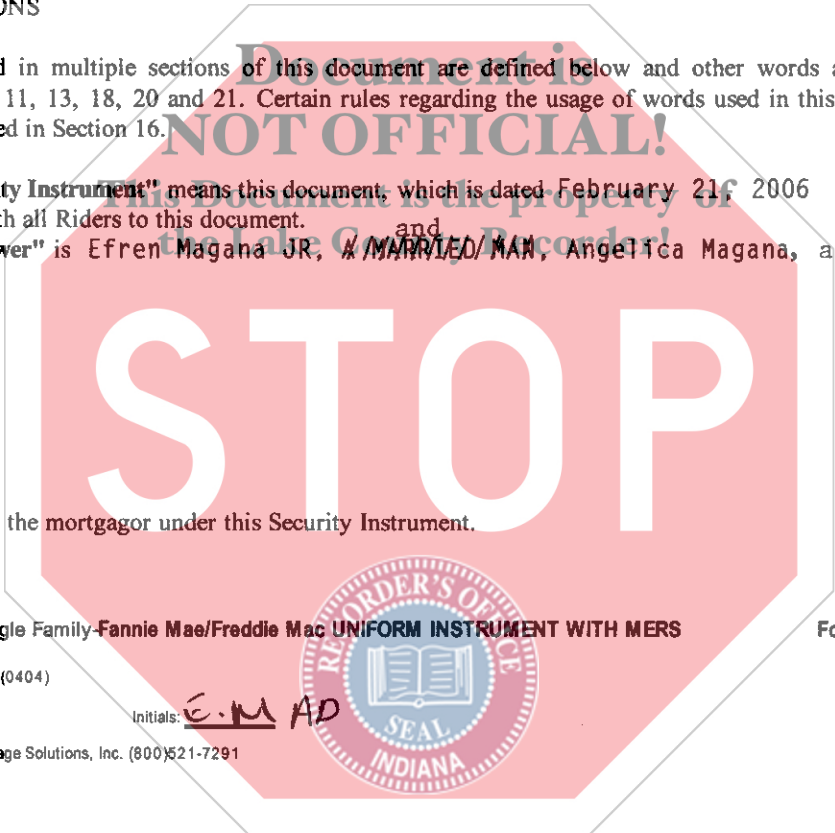 ONS
Document is
d in multiple sections of this document are defined below and other words a
11, 13, 18, 20 and 21. Certain rules regarding the usage of words used in this
ed in Section 16.
NOT OFFICIAL!
ty Instrument" means this document, which is dated February 21, 2006
This Document is the property of
th all Riders to this document.
and
the Lake County Recorder!
wer" is Efren Magana JR, A MARRIED MAN, Angelica Magana, a
STOP
the mortgagor under this Security Instrument.
gle Family-Fannie Mae/Freddie Mac UNIFORM INSTRUMENT WITH MERS Fo
(0404)
Initials: E.M AD
age Solutions, Inc. (800)521-7291
RECORDER'S OFFICE
SEAL
INDIANA